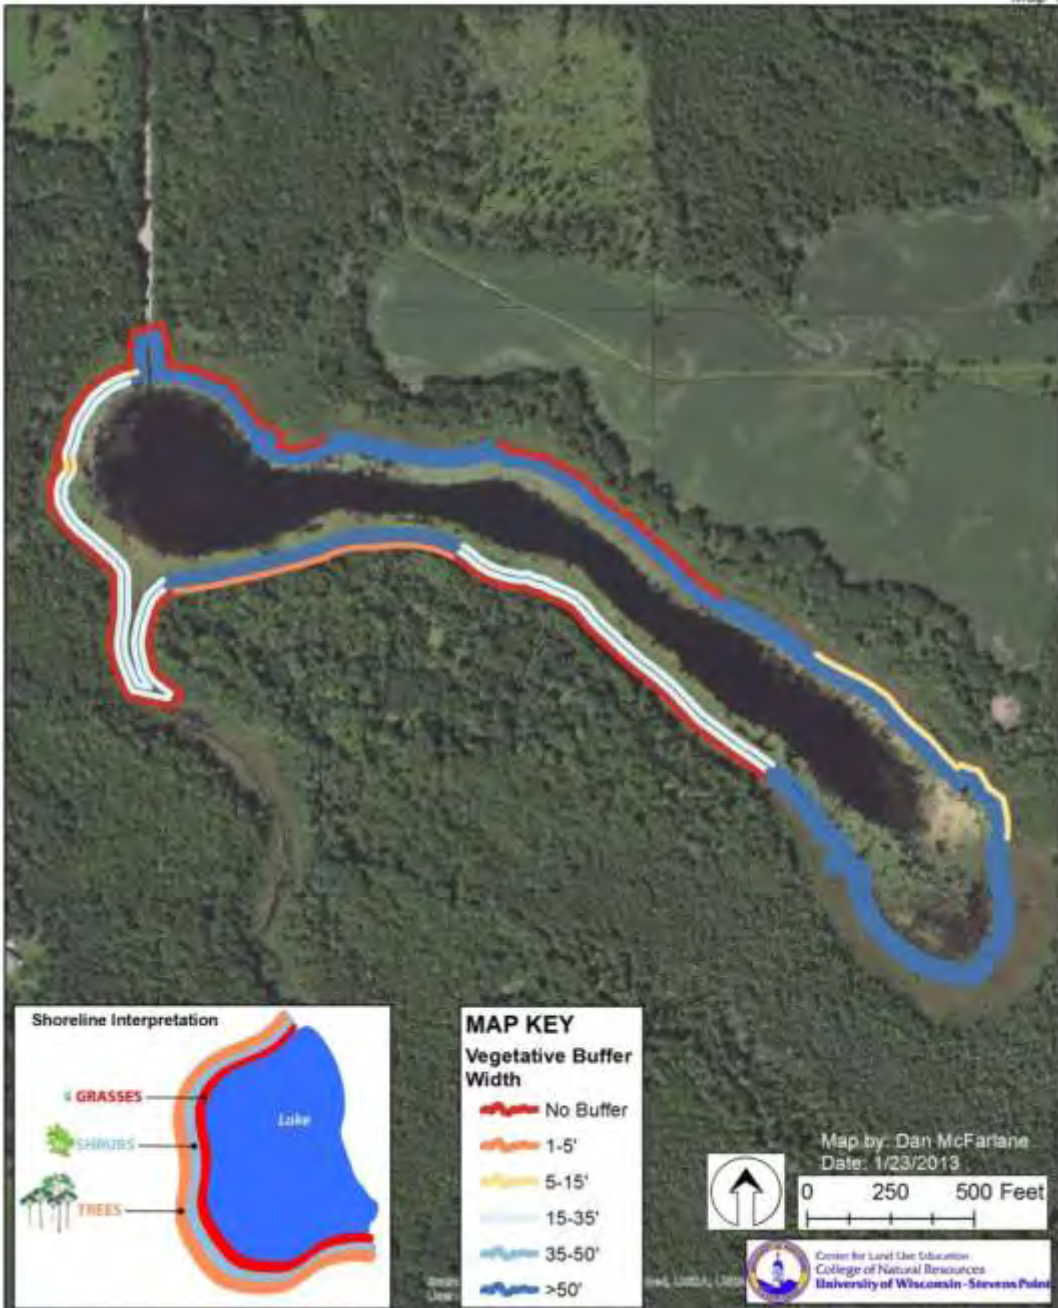 Map
Shoreline Interpretation
GRASSES
SHRUBS
TREES
Lake
MAP KEY
Vegetative Buffer
Width
No Buffer
1-5'
5-15'
15-35'
35-50'
>50'
Map by: Dan McFarlane
Date: 1/23/2013
0 250 500 Feet
Center for Land Use Education
College of Natural Resources
University of Wisconsin - Stevens Point